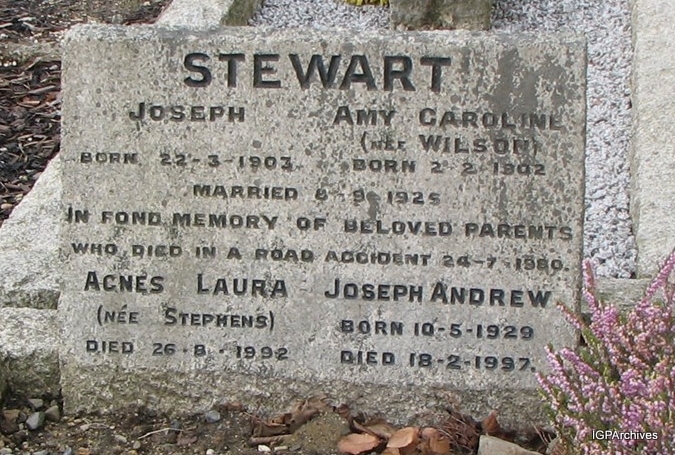 STEWART
JOSEPH AMY CAROLINE
(NÉE WILSON)
BORN 22-3-1903 BORN 2-2-1902
MARRIED 8-9-192
IN FOND MEMORY OF BELOVED PARENTS
WHO DIED IN A ROAD ACCIDENT 24-7-1980.
AGNES LAURA JOSEPH ANDREW
(NÉE STEPHENS) BORN 10-5-1929
DIED 26-8-1992 DIED 18-2-1997.
IGPArchives